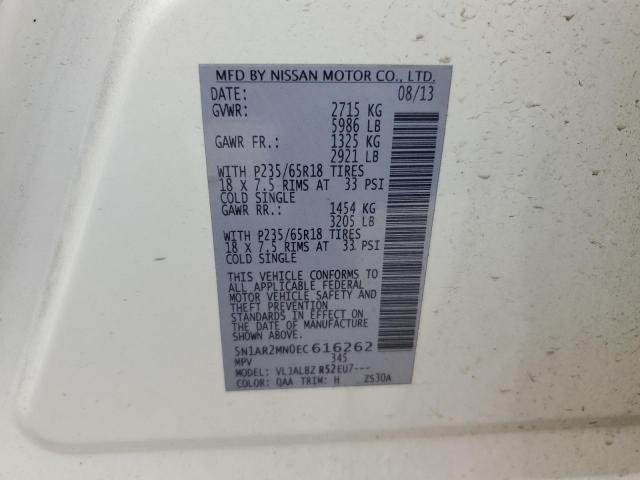 MFD BY NISSAN MOTOR CO., LTD.
DATE: 08/13
GVWR: 2715 KG
5986 LB
GAWR FR.: 1325 KG
2921 LB
WITH P235/65R18 TIRES
18 X 7.5 RIMS AT 33 PSI
COLD SINGLE
GAWR RR.: 1454 KG
3205 LB
WITH P235/65R18 TIRES
18 X 7.5 RIMS AT 33 PSI
COLD SINGLE
THIS VEHICLE CONFORMS TO
ALL APPLICABLE FEDERAL
MOTOR VEHICLE SAFETY AND
THEFT PREVENTION
STANDARDS IN EFFECT ON
THE DATE OF MANUFACTURE
SHOWN ABOVE.
5N1AR2MN0EC616262
MPV 345
MODEL: VLJALBZ R52EU7---
COLOR: QAA TRIM: H ZS30A